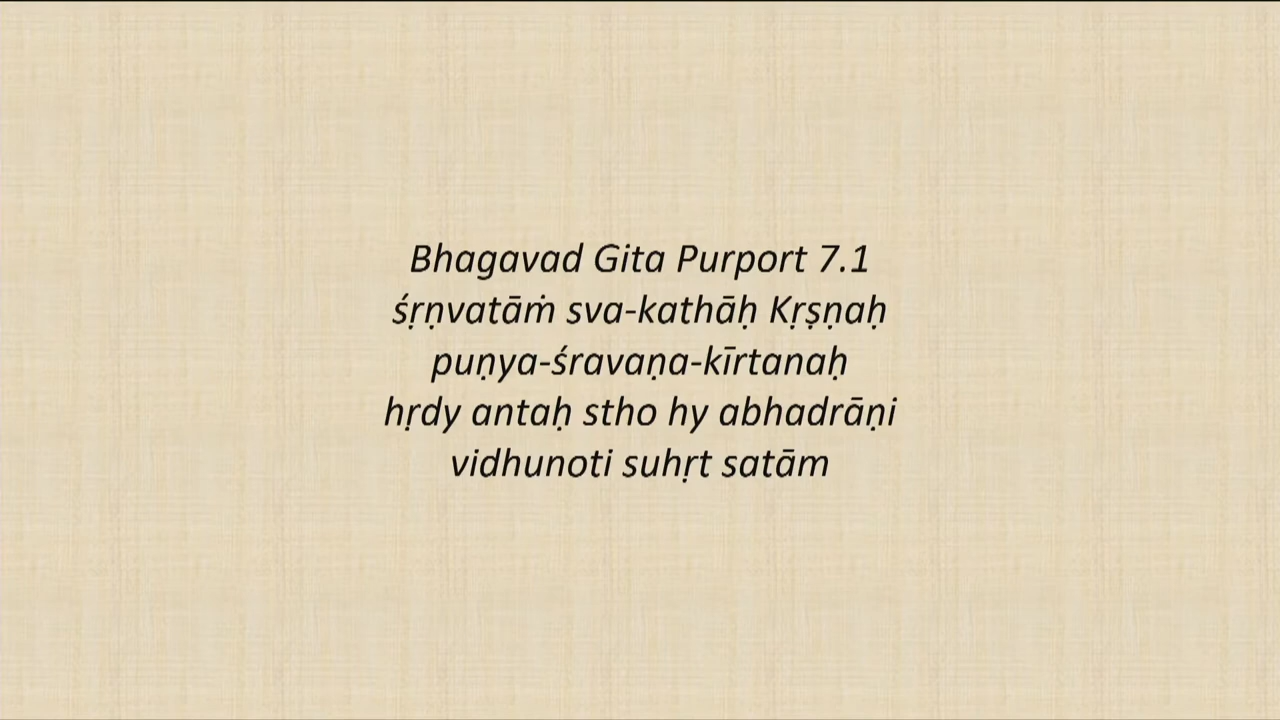 Bhagavad Gita Purport 7.1
śṛṇvatāṁ sva-kathāḥ Kṛṣṇaḥ
puṇya-śravaṇa-kīrtanaḥ
hṛdy antaḥ stho hy abhadrāṇi
vidhunoti suhṛt satām